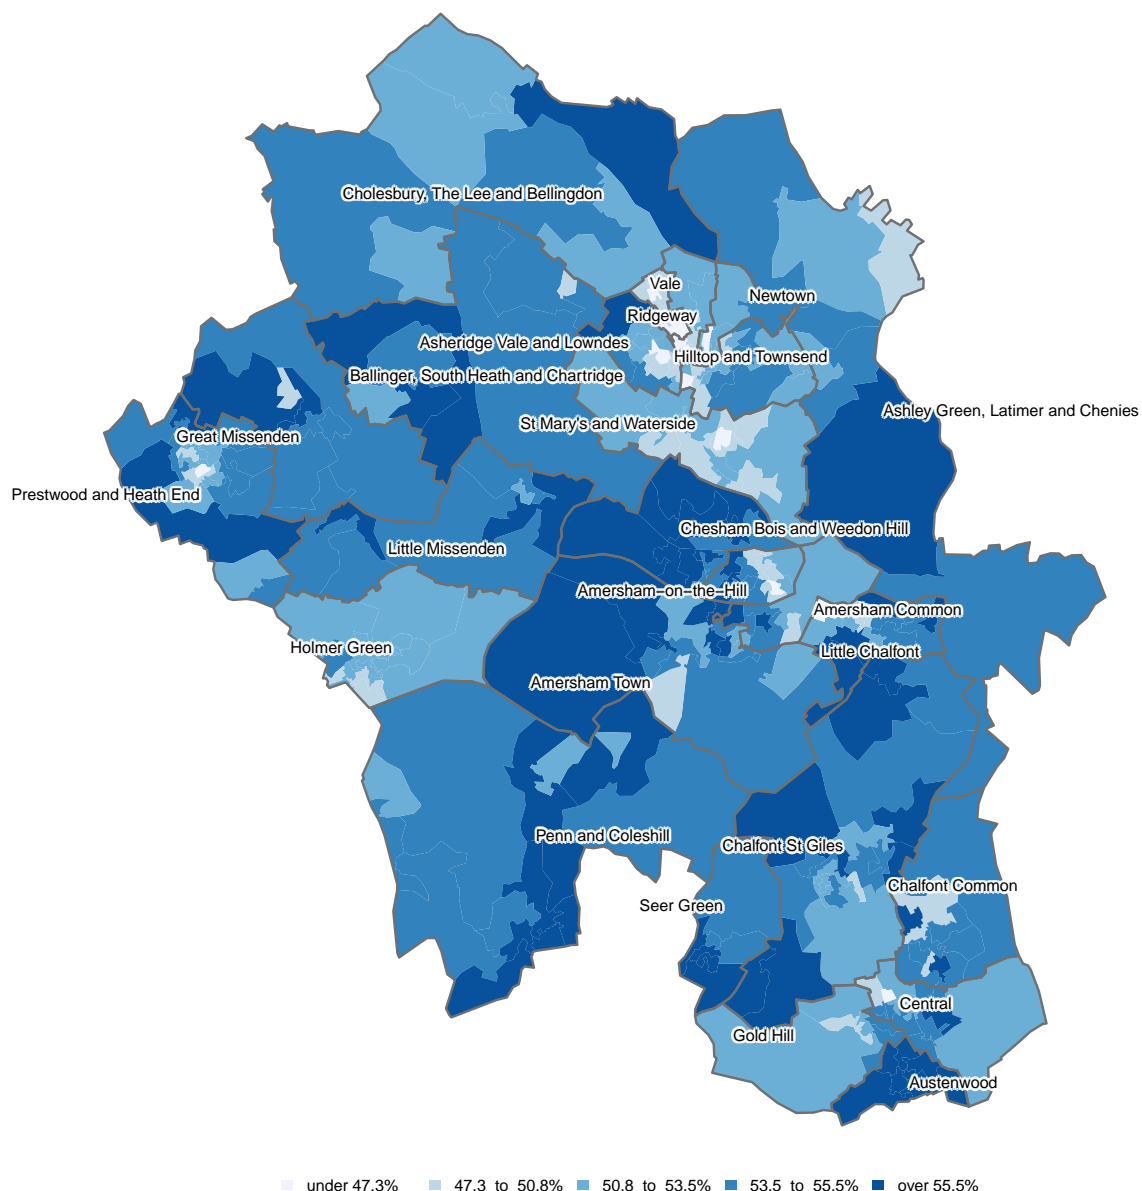 Cholesbury, The Lee and Bellingdon
Vale
Newtown
Ridgeway
Asheridge Vale and Lowndes
Hilltop and Townsend
Ballinger, South Heath and Chartridge
Ashley Green, Latimer and Chenies
St Mary's and Waterside
Great Missenden
Prestwood and Heath End
Chesham Bois and Weedon Hill
Little Missenden
Amersham-on-the-Hill
Amersham Common
Holmer Green
Little Chalfont
Amersham Town
Penn and Coleshill
Chalfont St Giles
Chalfont Common
Seer Green
Central
Gold Hill
Austenwood
under 47.3% 47.3 to 50.8% 50.8 to 53.5% 53.5 to 55.5% over 55.5%